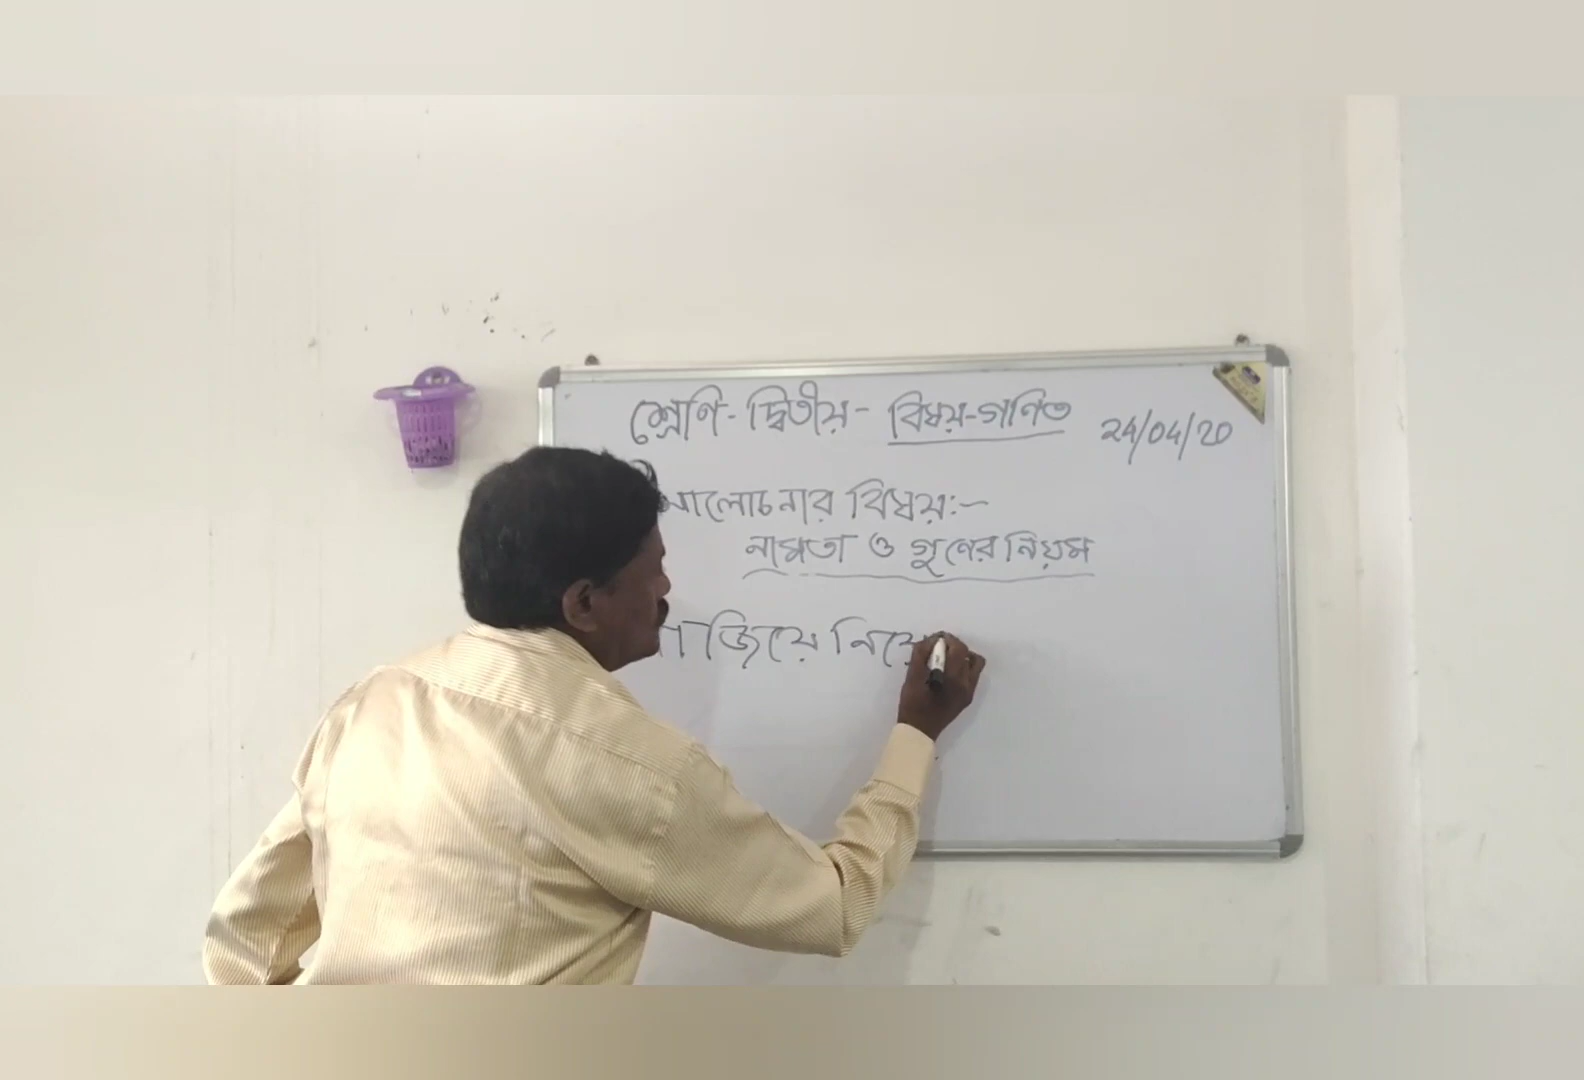 শ্রেণি - দ্বিতীয় - বিষয়-গণিত 24/04/20
আলোচনার বিষয়ঃ-
নামতা ও গুণের নিয়ম
সাজিয়ে নিয়ে